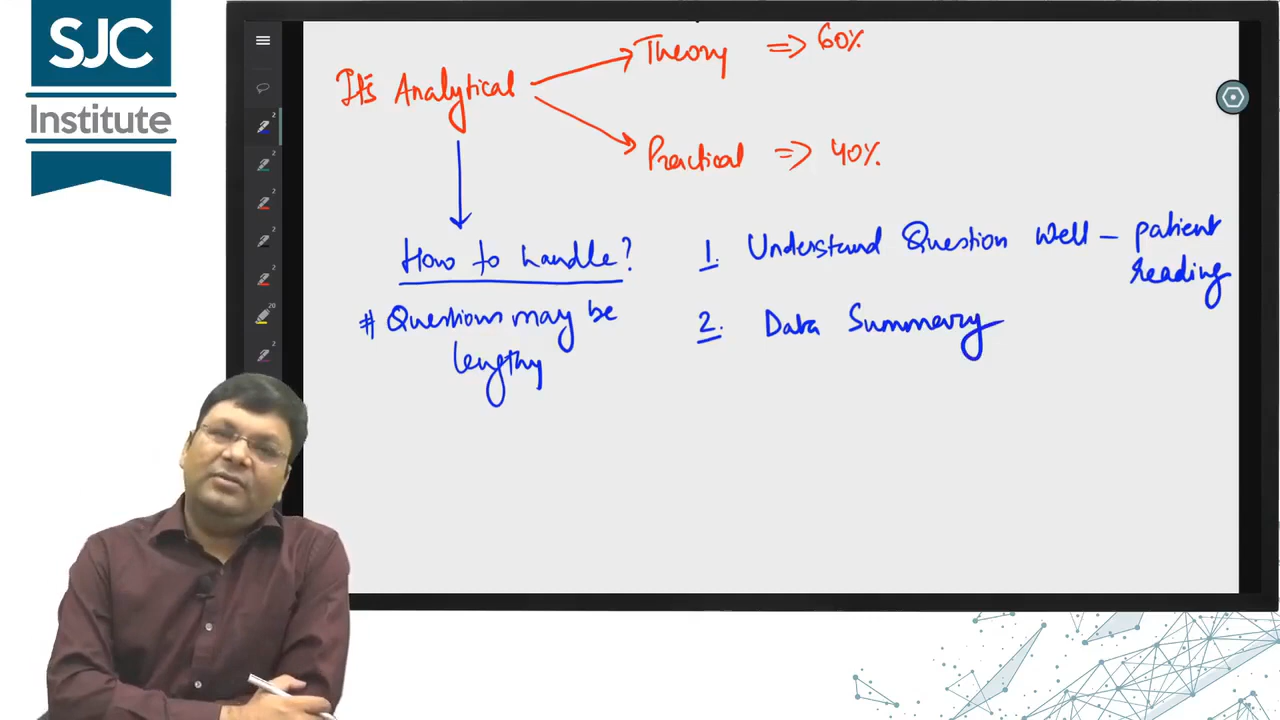 SJC
Institute
It's Analytical
Theory => 60%
Practical => 40%
How to handle?
# Questions may be
lengthy
1. Understand Question well - patient
reading
2. Data Summary